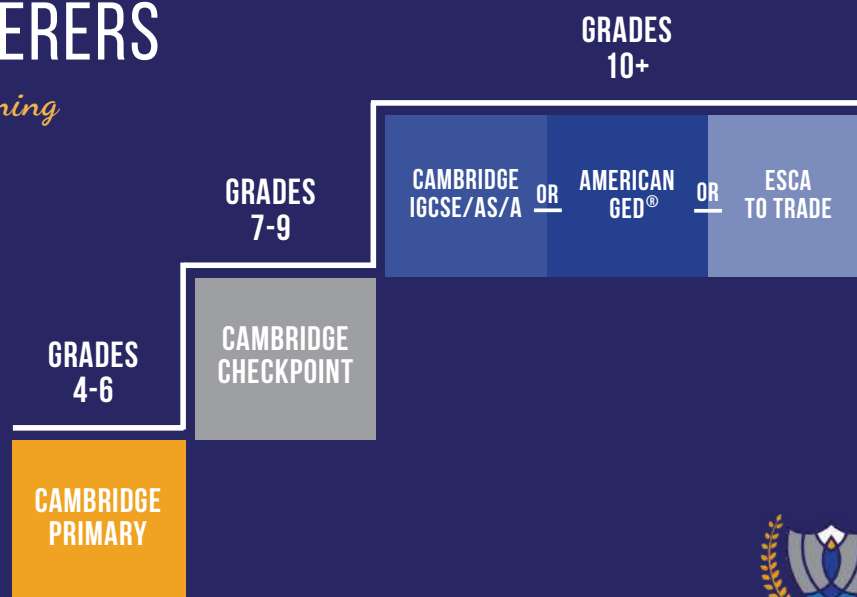 ERERS
ning
GRADES
4-6
CAMBRIDGE
PRIMARY
GRADES
7-9
CAMBRIDGE
CHECKPOINT
GRADES
10+
CAMBRIDGE
IGCSE/AS/A
OR
AMERICAN
GED®
OR
ESCA
TO TRADE